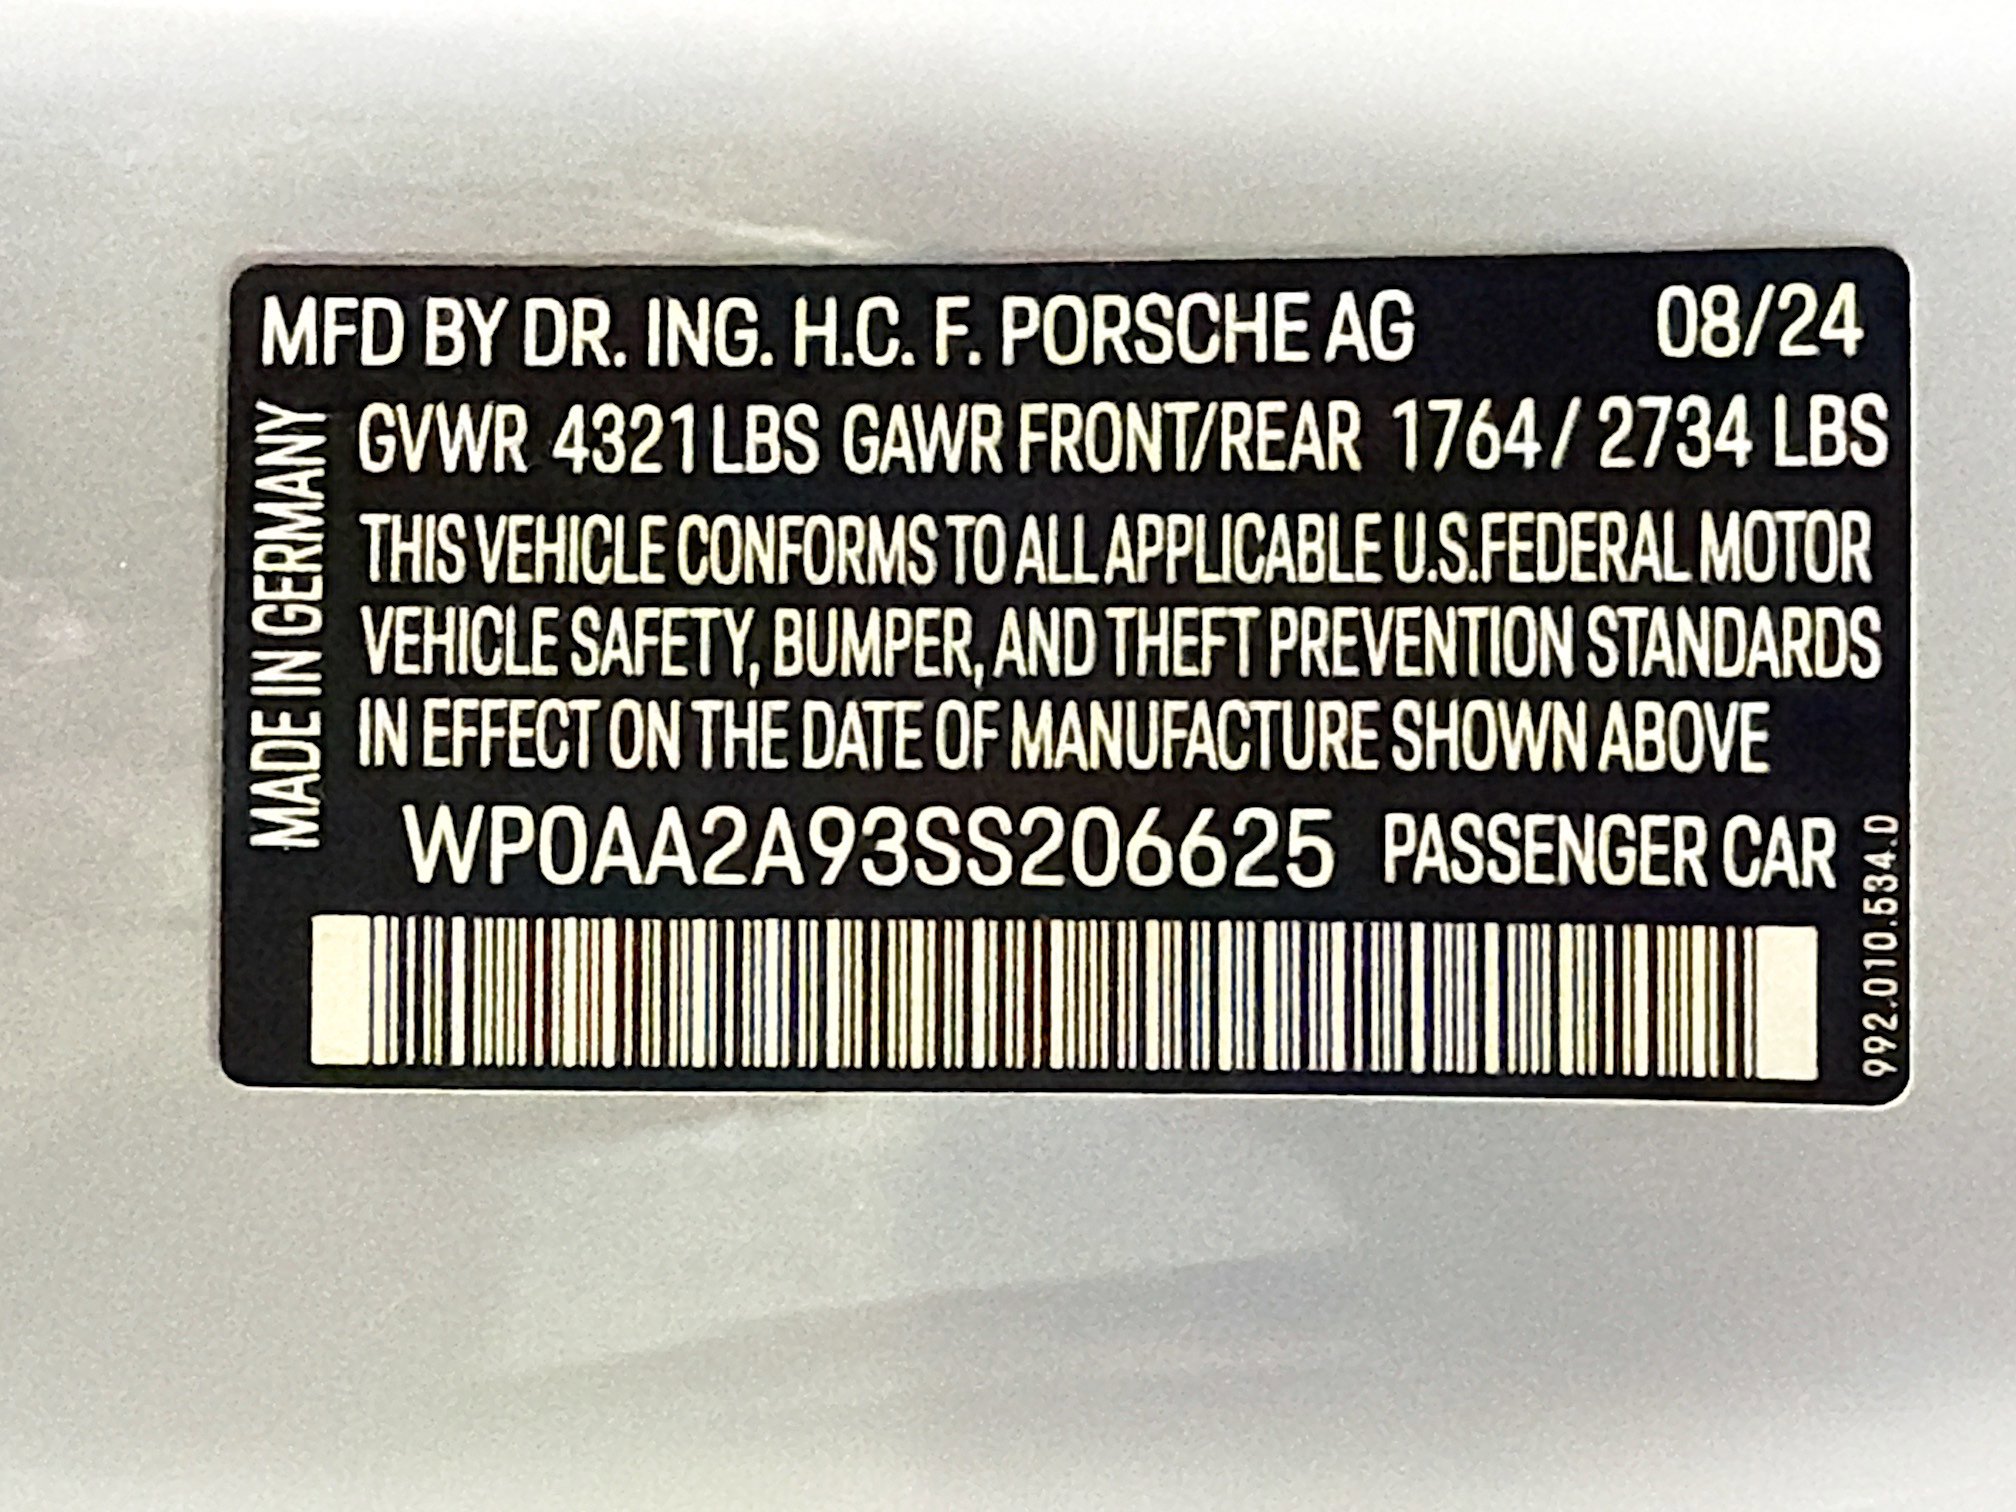 MFD BY DR. ING. H.C. F. PORSCHE AG 08/24
GVWR 4321 LBS GAWR FRONT/REAR 1764 / 2734 LBS
THIS VEHICLE CONFORMS TO ALL APPLICABLE U.S.FEDERAL MOTOR
VEHICLE SAFETY, BUMPER, AND THEFT PREVENTION STANDARDS
IN EFFECT ON THE DATE OF MANUFACTURE SHOWN ABOVE
WP0AA2A93SS206625 PASSENGER CAR
MADE IN GERMANY
992.010.534.D